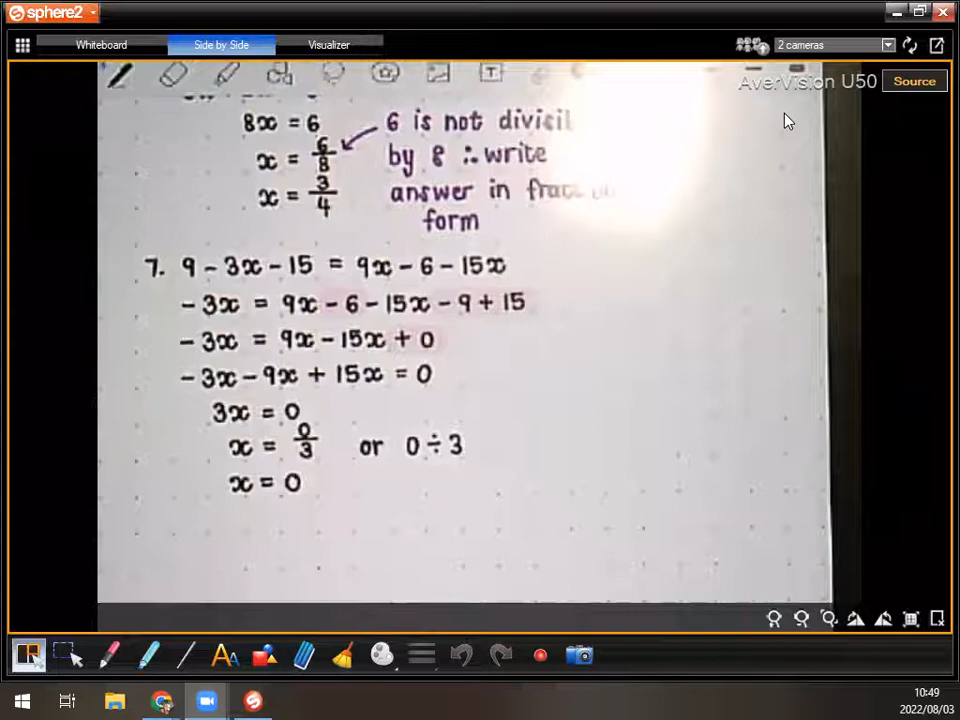 sphere2
Whiteboard Side by Side Visualizer 2 cameras
AverVision U50 Source
8x = 6 6 is not
x = 6/8 by 8 ∴ write
x = 3/4 answer in
form
7. 9 - 3x - 15 = 9x - 6 - 15x
- 3x = 9x - 6 - 15x - 9 + 15
- 3x = 9x - 15x + 0
- 3x - 9x + 15x = 0
3x = 0
x = 0/3 or 0 ÷ 3
x = 0
10:49
2022/08/03